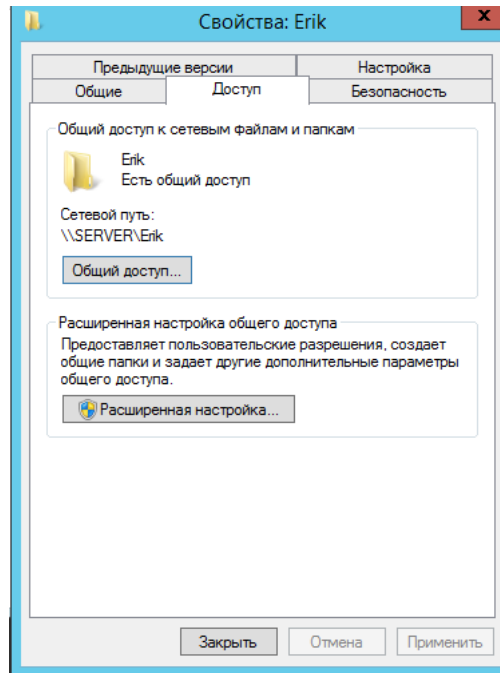 Свойства: Erik
x
Предыдущие версии
Настройка
Общие
Доступ
Безопасность
Общий доступ к сетевым файлам и папкам
Erik
Есть общий доступ
Сетевой путь:
\\SERVER\Erik
Общий доступ...
Расширенная настройка общего доступа
Предоставляет пользовательские разрешения, создает
общие папки и задает другие дополнительные параметры
общего доступа.
Расширенная настройка...
Закрыть
Отмена
Применить